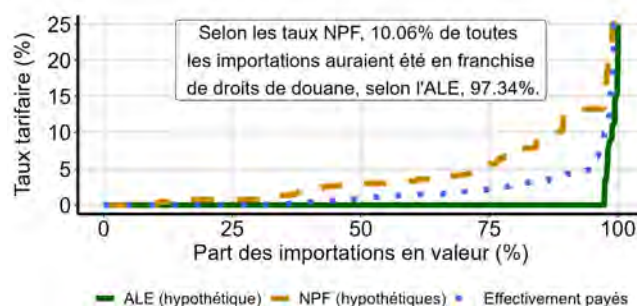 25
20
15
10
5
0
Taux tarifaire (%)
Selon les taux NPF, 10.06% de toutes
les importations auraient été en franchise
de droits de douane, selon l'ALE, 97.34%.
0 25 50 75 100
Part des importations en valeur (%)
ALE (hypothétique) NPF (hypothétiques) Effectivement payés